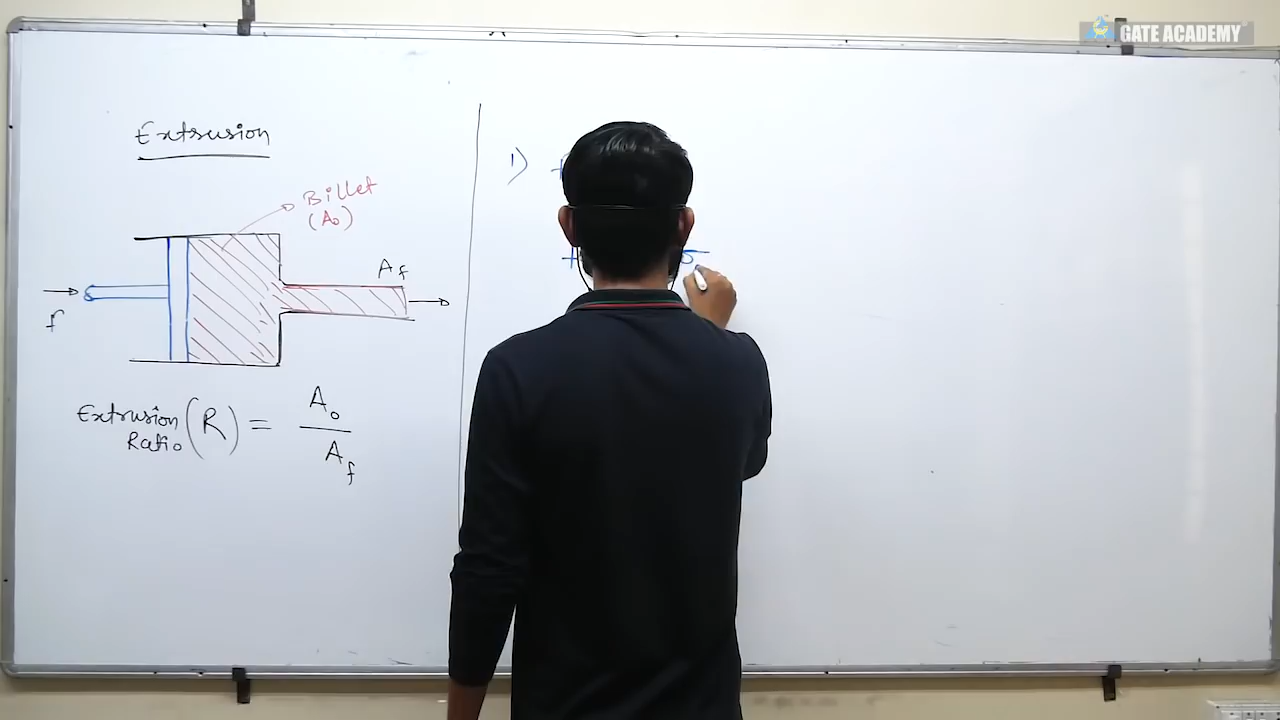 GATE ACADEMY
Extrusion
Billet
(A₀)
A_f
f
Extrusion Ratio (R) = A₀ / A_f
1)